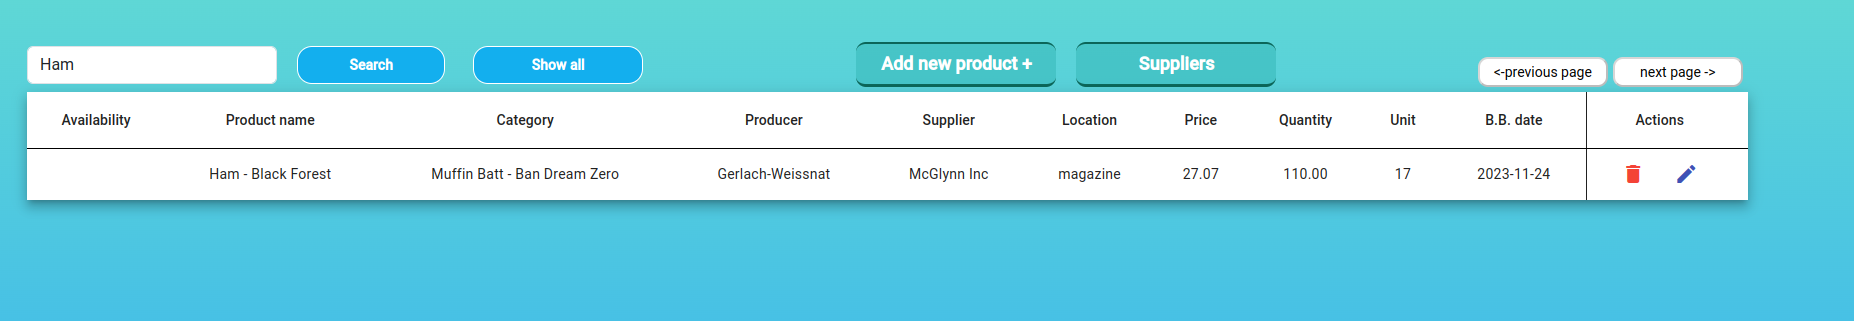 Ham
Search
Show all
Add new product +
Suppliers
<-previous page
next page ->
Availability Product name Category Producer Supplier Location Price Quantity Unit B.B. date Actions
Ham - Black Forest Muffin Batt - Ban Dream Zero Gerlach-Weissnat McGlynn Inc magazine 27.07 110.00 17 2023-11-24